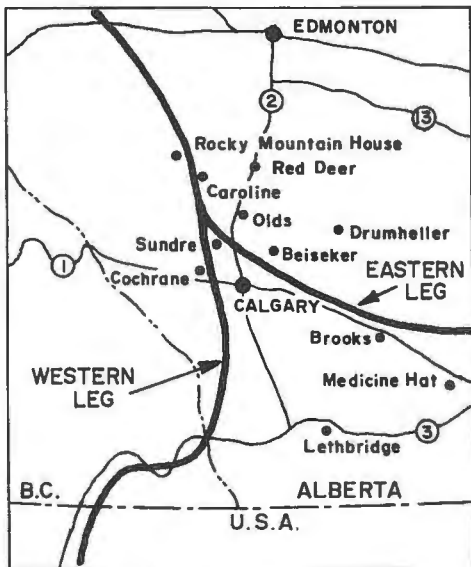 EDMONTON
2
13
Rocky Mountain House
Red Deer
Caroline
Olds
Drumheller
Sundre
Beiseker
1
EASTERN
LEG
Cochrane
CALGARY
Brooks
WESTERN
LEG
Medicine Hat
3
Lethbridge
B.C.
ALBERTA
U.S.A.